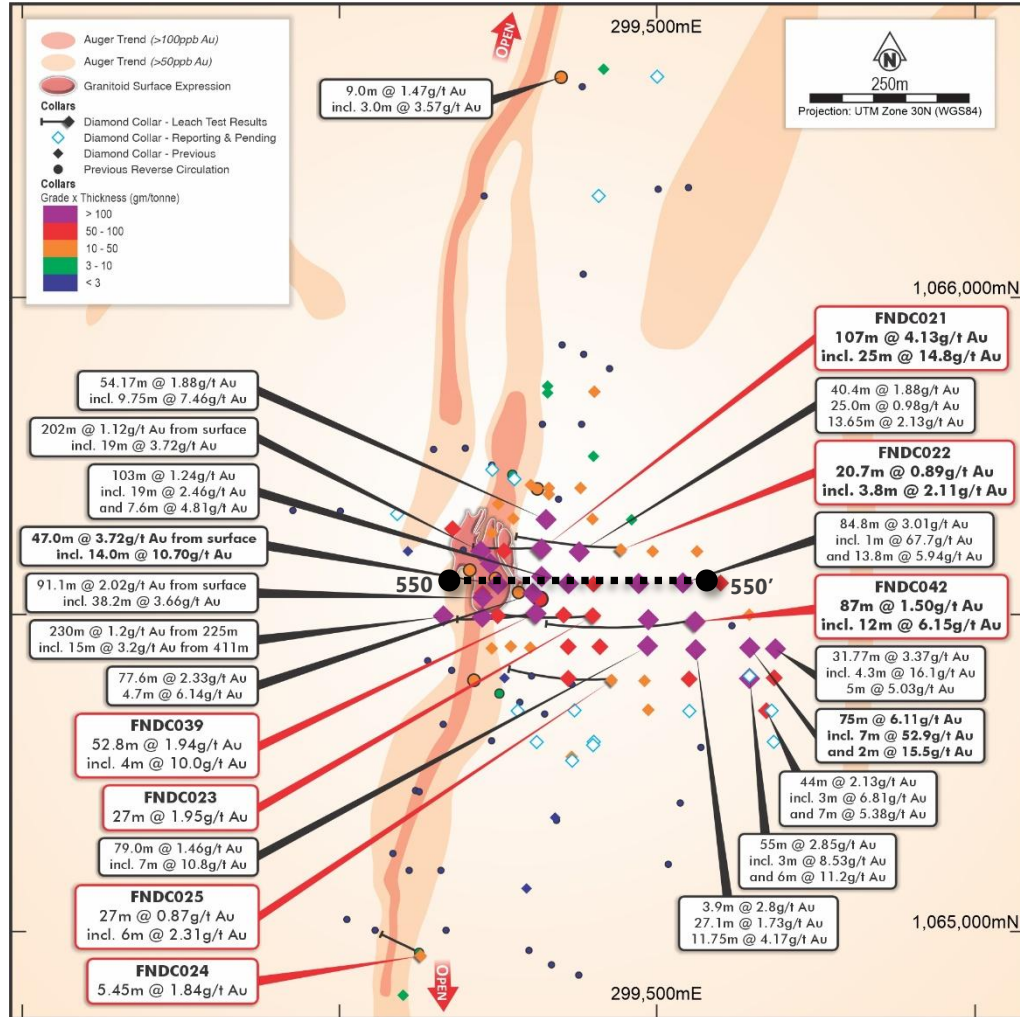 Auger Trend (>100ppb Au)
Auger Trend (>50ppb Au)
Granitoid Surface Expression
Collars
Diamond Collar - Leach Test Results
Diamond Collar - Reporting & Pending
Diamond Collar - Previous
Previous Reverse Circulation
Collars
Grade x Thickness (gm/tonne)
> 100
50 - 100
10 - 50
3 - 10
< 3
OPEN
299,500mE
N
250m
Projection: UTM Zone 30N (WGS84)
9.0m @ 1.47g/t Au
incl. 3.0m @ 3.57g/t Au
1,066,000mN
54.17m @ 1.88g/t Au
incl. 9.75m @ 7.46g/t Au
202m @ 1.12g/t Au from surface
incl. 19m @ 3.72g/t Au
103m @ 1.24g/t Au
incl. 19m @ 2.46g/t Au
and 7.6m @ 4.81g/t Au
47.0m @ 3.72g/t Au from surface
incl. 14.0m @ 10.70g/t Au
91.1m @ 2.02g/t Au from surface
incl. 38.2m @ 3.66g/t Au
230m @ 1.2g/t Au from 225m
incl. 15m @ 3.2g/t Au from 411m
77.6m @ 2.33g/t Au
4.7m @ 6.14g/t Au
FNDC039
52.8m @ 1.94g/t Au
incl. 4m @ 10.0g/t Au
FNDC023
27m @ 1.95g/t Au
79.0m @ 1.46g/t Au
incl. 7m @ 10.8g/t Au
FNDC025
27m @ 0.87g/t Au
incl. 6m @ 2.31g/t Au
FNDC024
5.45m @ 1.84g/t Au
550
550'
FNDC021
107m @ 4.13g/t Au
incl. 25m @ 14.8g/t Au
40.4m @ 1.88g/t Au
25.0m @ 0.98g/t Au
13.65m @ 2.13g/t Au
FNDC022
20.7m @ 0.89g/t Au
incl. 3.8m @ 2.11g/t Au
84.8m @ 3.01g/t Au
incl. 1m @ 67.7g/t Au
and 13.8m @ 5.94g/t Au
FNDC042
87m @ 1.50g/t Au
incl. 12m @ 6.15g/t Au
31.77m @ 3.37g/t Au
incl. 4.3m @ 16.1g/t Au
5m @ 5.03g/t Au
75m @ 6.11g/t Au
incl. 7m @ 52.9g/t Au
and 2m @ 15.5g/t Au
44m @ 2.13g/t Au
incl. 3m @ 6.81g/t Au
and 7m @ 5.38g/t Au
55m @ 2.85g/t Au
incl. 3m @ 8.53g/t Au
and 6m @ 11.2g/t Au
3.9m @ 2.8g/t Au
27.1m @ 1.73g/t Au
11.75m @ 4.17g/t Au
1,065,000mN
OPEN
299,500mE